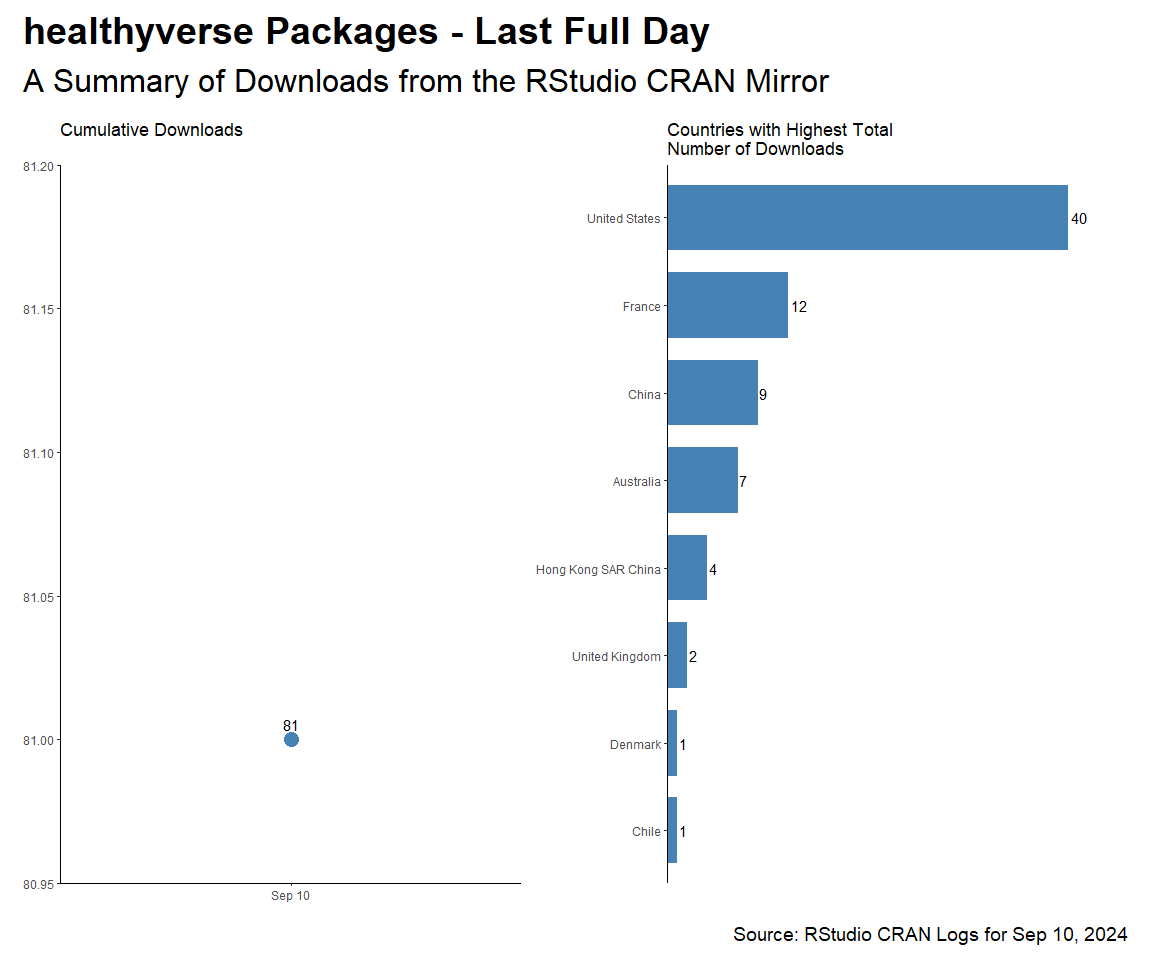 healthyverse Packages - Last Full Day
A Summary of Downloads from the RStudio CRAN Mirror
Cumulative Downloads
81.20
81.15
81.10
81.05
81.00
80.95
81
Sep 10
Countries with Highest Total
Number of Downloads
United States 40
France 12
China 9
Australia 7
Hong Kong SAR China 4
United Kingdom 2
Denmark 1
Chile 1
Source: RStudio CRAN Logs for Sep 10, 2024